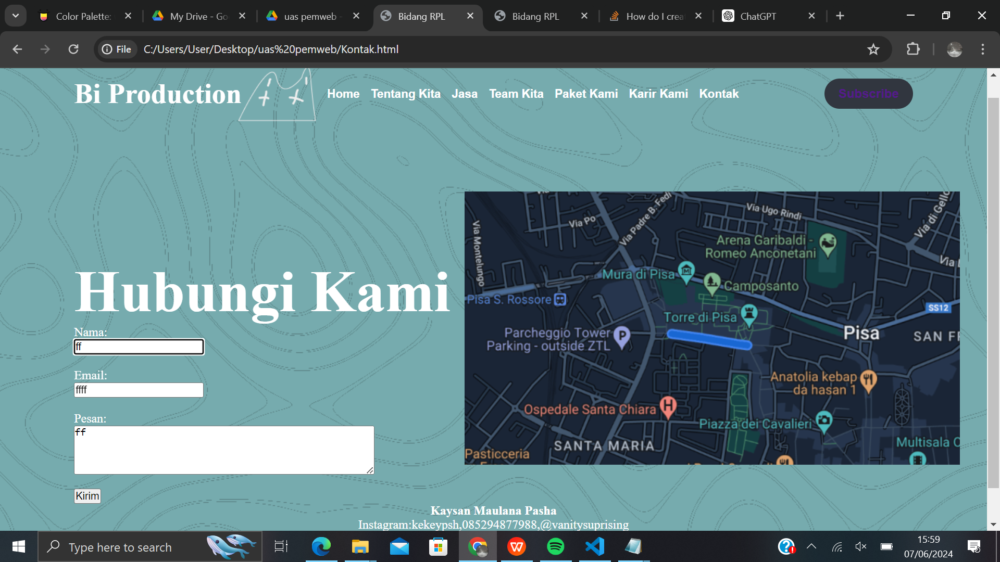 Color Palette:
My Drive - Go
uas pemweb -
Bidang RPL
Bidang RPL
How do I crea
ChatGPT
File
C:/Users/User/Desktop/uas%20pemweb/Kontak.html
Bi Production
Home
Tentang Kita
Jasa
Team Kita
Paket Kami
Karir Kami
Kontak
Subscribe
Hubungi Kami
Nama:
ff
Email:
ffff
Pesan:
ff
Kirim
Via Montelungo
Via Po
Via Padre B. Fedi
Via Ugo Rindi
Via di Gello
Arena Garibaldi -
Romeo Anconetani
Via
Mura di Pisa
Camposanto
Pisa S. Rossore
SS12
Torre di Pisa
Parcheggio Tower
Parking - outside ZTL
P
Pisa
SAN F
Anatolia kebap
da hasan 1
Ospedale Santa Chiara
H
Piazza dei Cavalieri
SANTA MARIA
Multisala
Pasticceria
Kaysan Maulana Pasha
Instagram:kekeypsh,085294877988,@vanitysuprising
Type here to search
15:59
07/06/2024